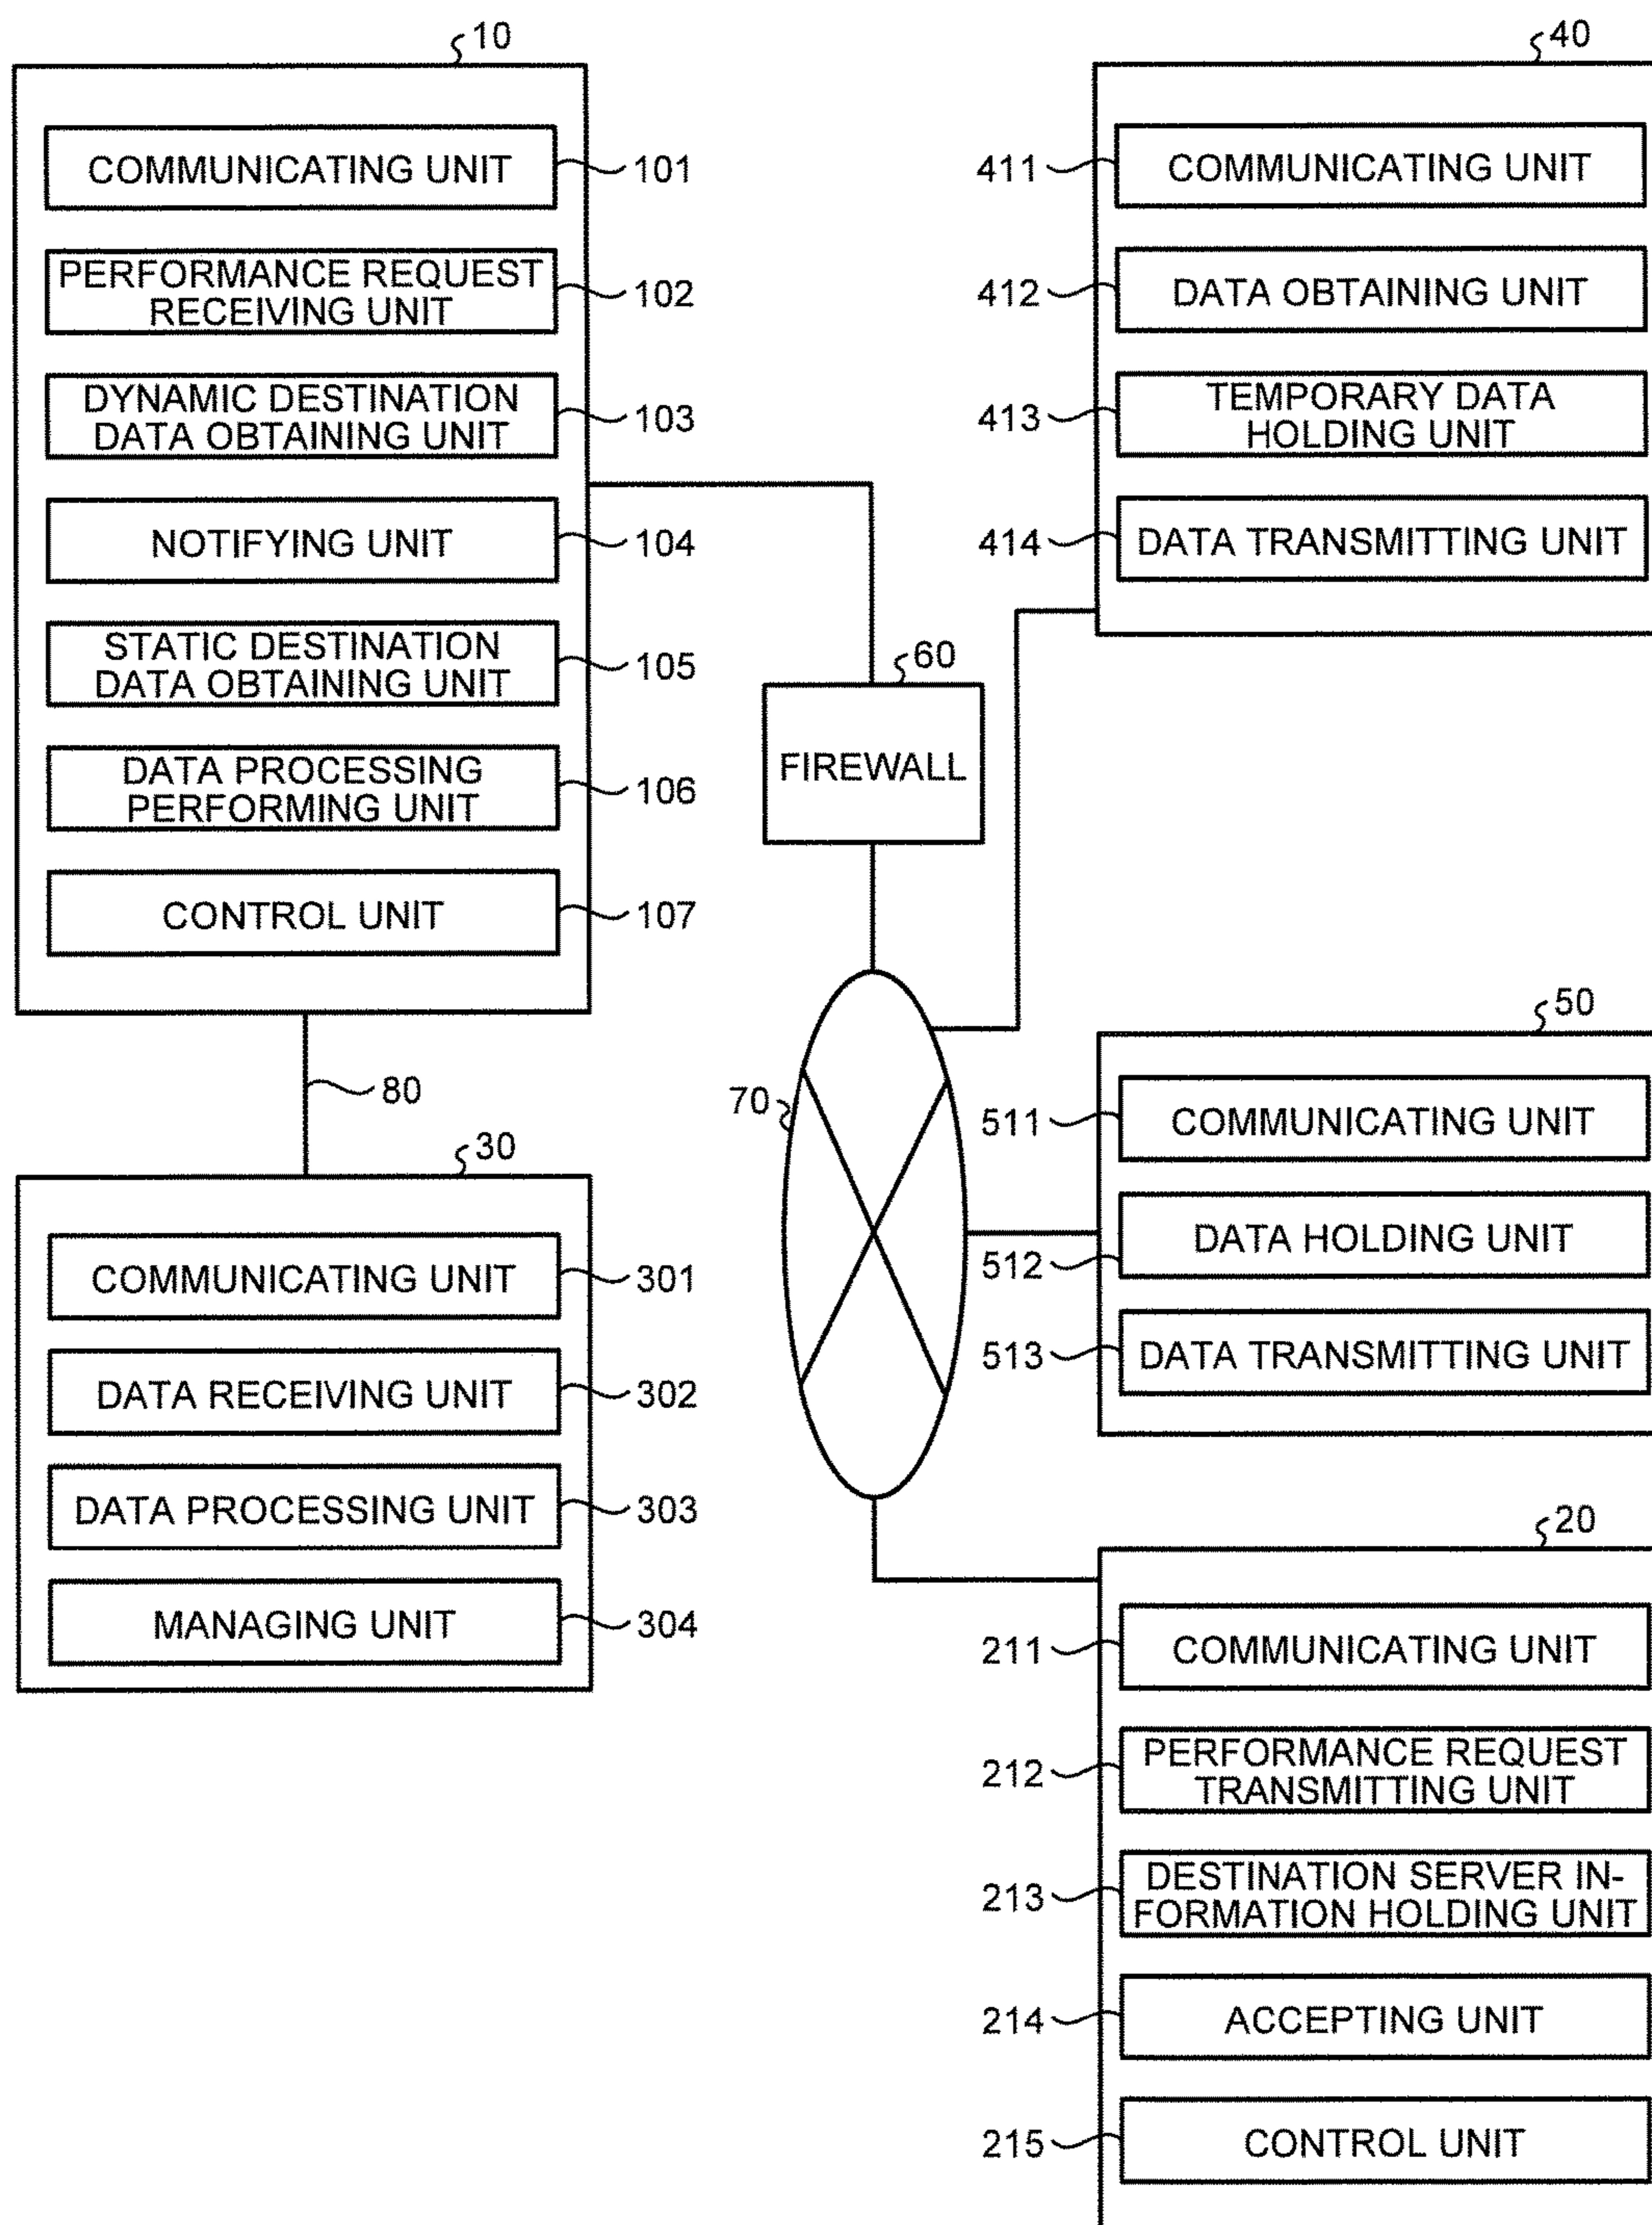 10
COMMUNICATING UNIT
101
PERFORMANCE REQUEST
RECEIVING UNIT
102
DYNAMIC DESTINATION
DATA OBTAINING UNIT
103
NOTIFYING UNIT
104
STATIC DESTINATION
DATA OBTAINING UNIT
105
DATA PROCESSING
PERFORMING UNIT
106
CONTROL UNIT
107
80
30
COMMUNICATING UNIT
301
DATA RECEIVING UNIT
302
DATA PROCESSING UNIT
303
MANAGING UNIT
304
60
FIREWALL
70
40
411
COMMUNICATING UNIT
412
DATA OBTAINING UNIT
413
TEMPORARY DATA
HOLDING UNIT
414
DATA TRANSMITTING UNIT
50
511
COMMUNICATING UNIT
512
DATA HOLDING UNIT
513
DATA TRANSMITTING UNIT
20
211
COMMUNICATING UNIT
212
PERFORMANCE REQUEST
TRANSMITTING UNIT
213
DESTINATION SERVER IN-
FORMATION HOLDING UNIT
214
ACCEPTING UNIT
215
CONTROL UNIT